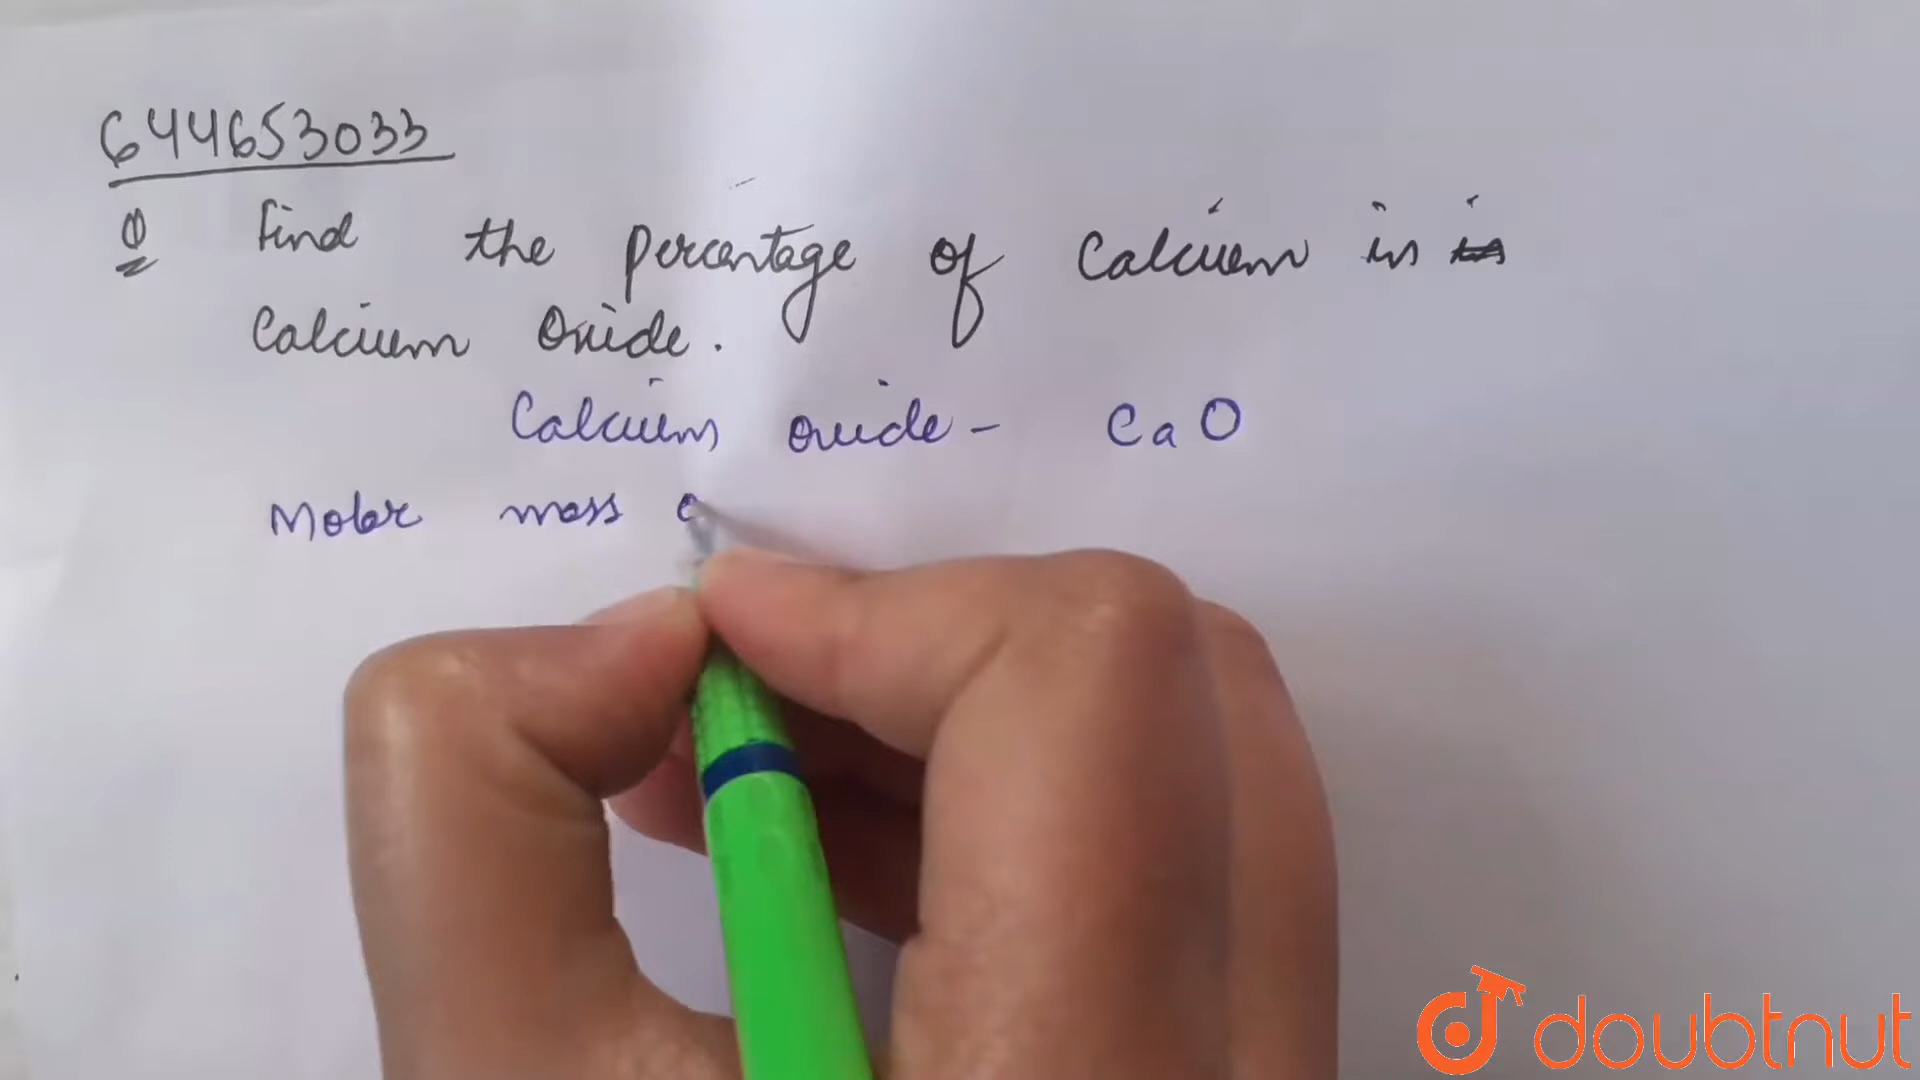 644653033
Q Find the percentage of Calcium in
Calcium Oxide.
Calcium oxide - CaO
Molar mass o
doubtnut